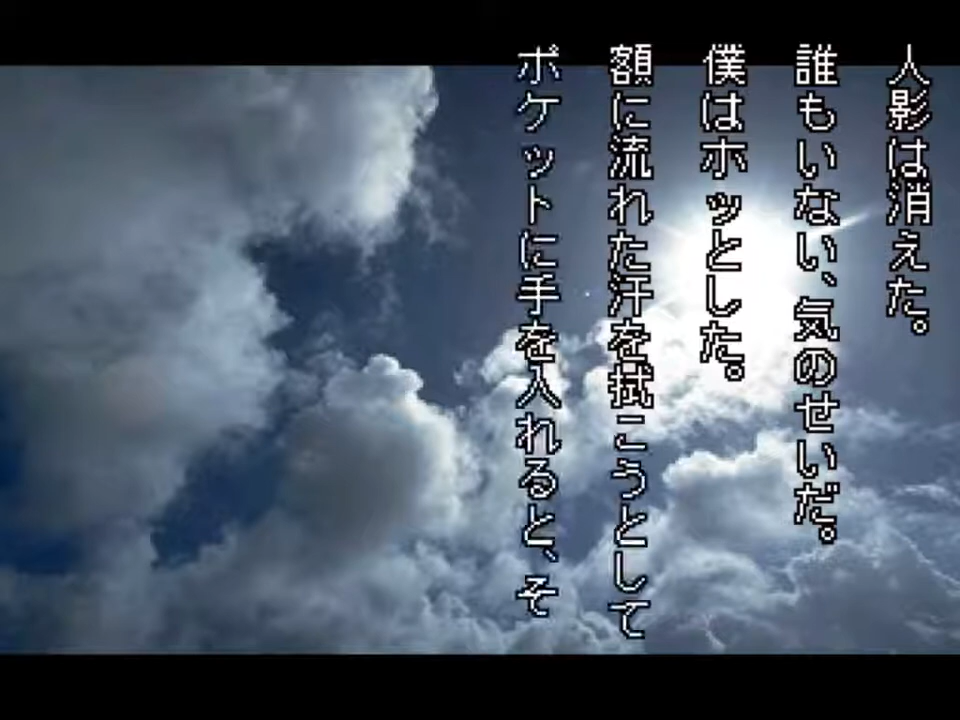 人影は消えた。
誰もいない、気のせいだ。
僕はホッとした。
額に流れた汗を拭こうとして
ポケットに手を入れると、そ